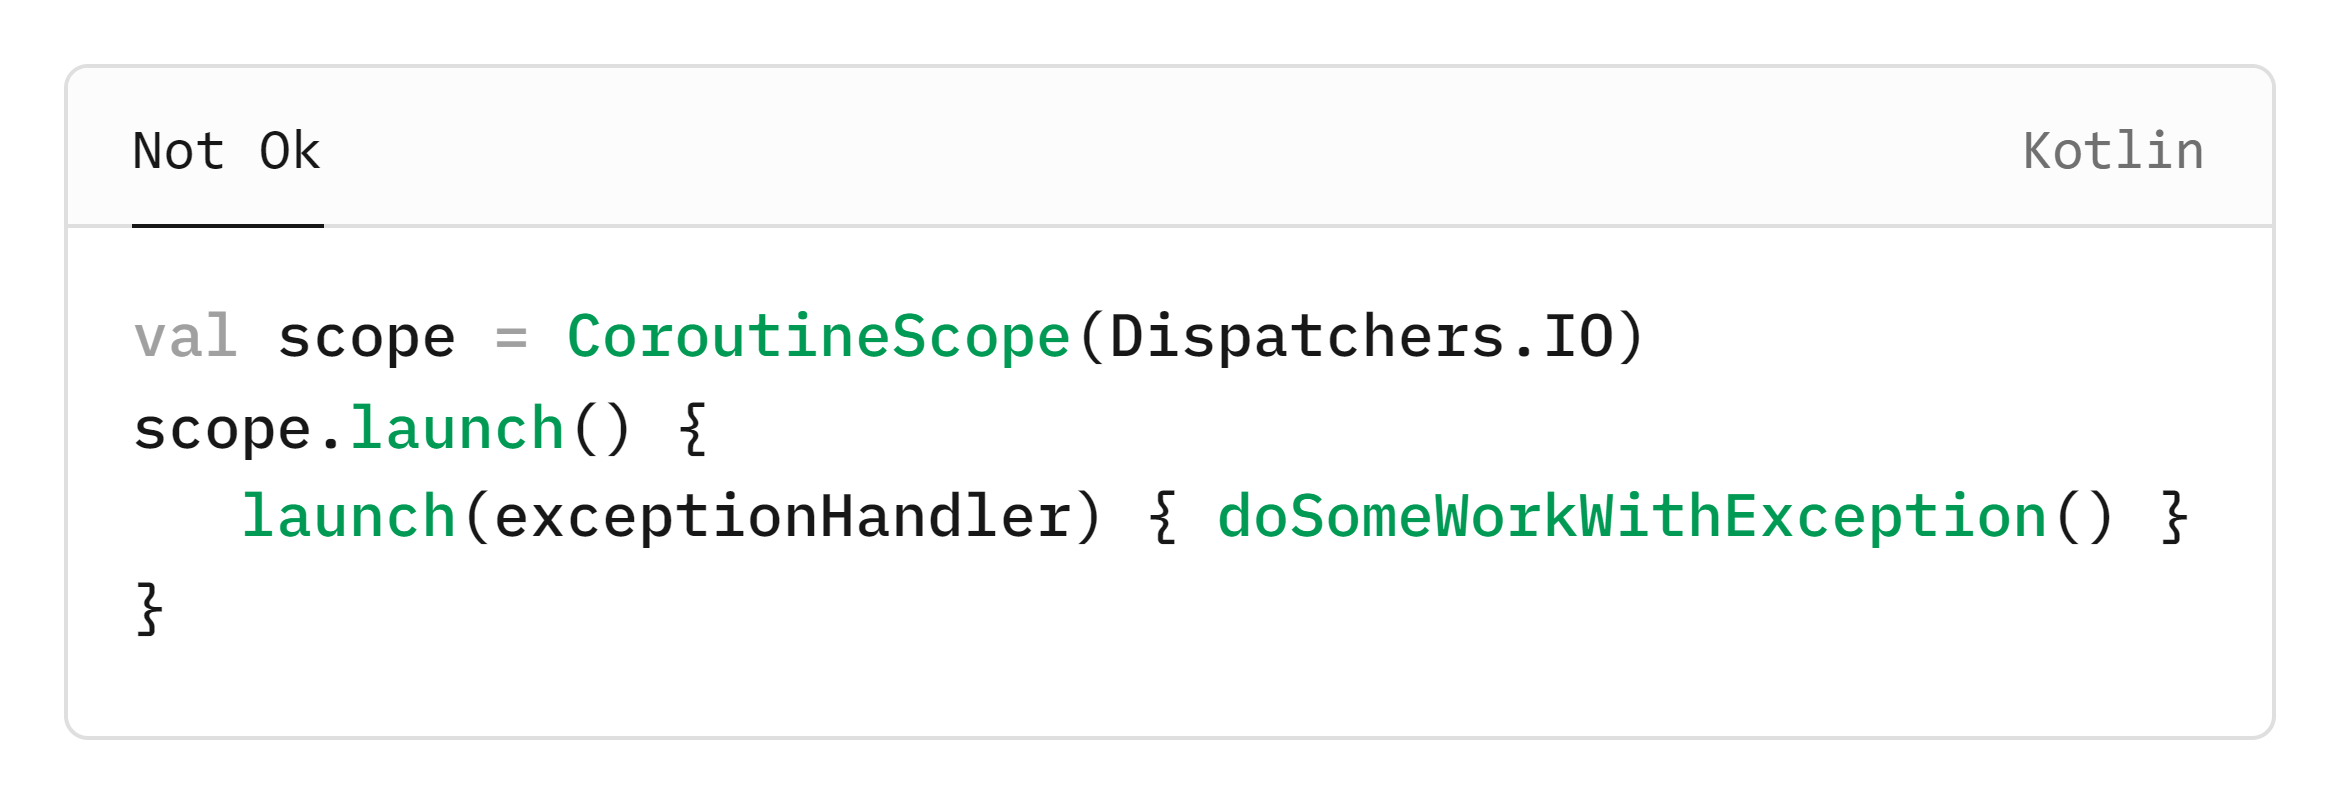 Not Ok
Kotlin
val scope = CoroutineScope(Dispatchers.IO)
scope.launch() {
   launch(exceptionHandler) { doSomeWorkWithException() }
}